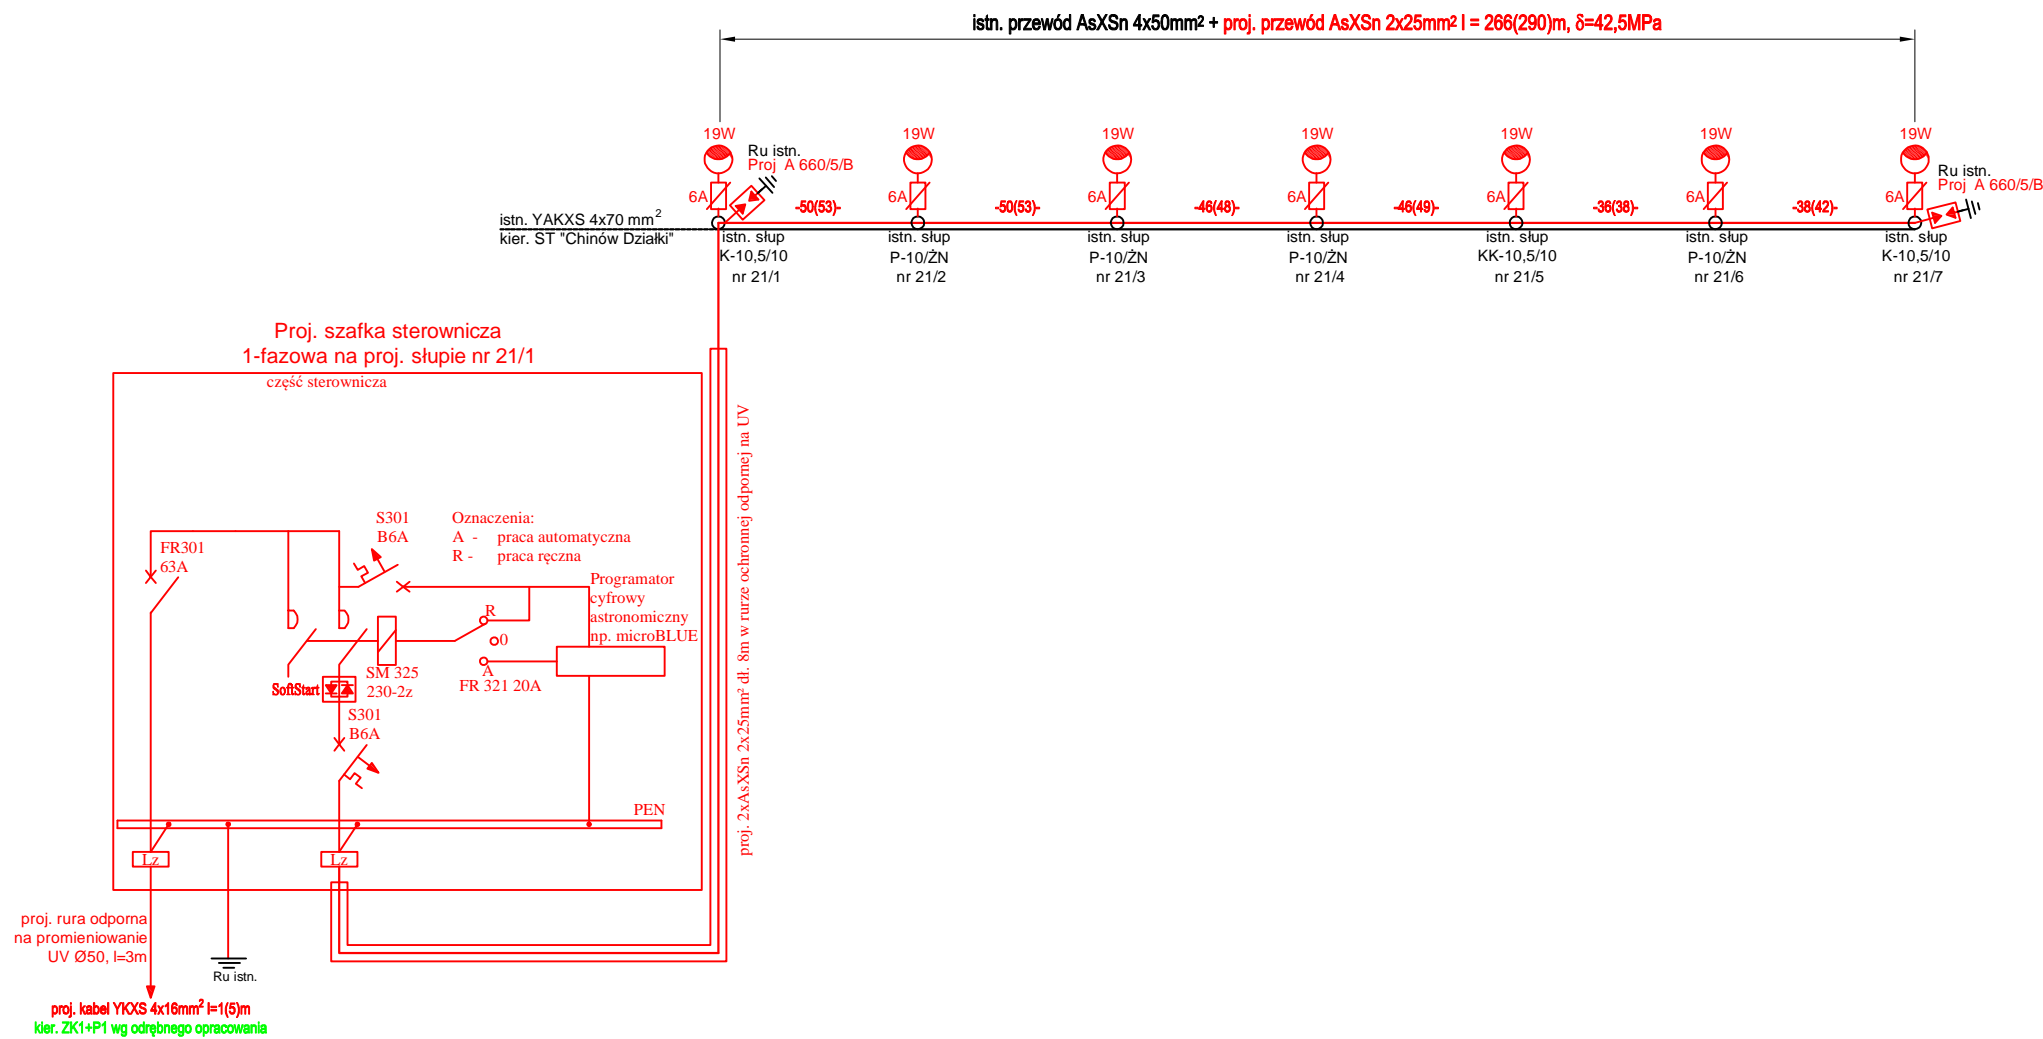 istn. przewód AsXSn 4x50mm² + proj. przewód AsXSn 2x25mm² l = 266(290)m, δ=42,5MPa
19W
19W
19W
19W
19W
19W
19W
Ru istn.
Proj A 660/5/B
Ru istn.
Proj A 660/5/B
6A
6A
6A
6A
6A
6A
6A
-50(53)-
-50(53)-
-46(48)-
-46(49)-
-36(38)-
-38(42)-
istn. YAKXS 4x70 mm²
kier. ST "Chinów Działki"
istn. słup
K-10,5/10
nr 21/1
istn. słup
P-10/ŻN
nr 21/2
istn. słup
P-10/ŻN
nr 21/3
istn. słup
P-10/ŻN
nr 21/4
istn. słup
KK-10,5/10
nr 21/5
istn. słup
P-10/ŻN
nr 21/6
istn. słup
K-10,5/10
nr 21/7
Proj. szafka sterownicza
1-fazowa na proj. słupie nr 21/1
część sterownicza
proj. 2xAsXSn 2x25mm² dł. 8m w rurze ochronnej odpornej na UV
S301
B6A
Oznaczenia:
A - praca automatyczna
R - praca ręczna
FR301
63A
Programator
cyfrowy
astronomiczny
np. microBLUE
R
0
A
FR 321 20A
SM 325
230-2z
SoftStart
S301
B6A
PEN
Lz
Lz
proj. rura odporna
na promieniowanie
UV Ø50, l=3m
Ru istn.
proj. kabel YKXS 4x16mm² l=1(5)m
kier. ZK1+P1 wg odrębnego opracowania